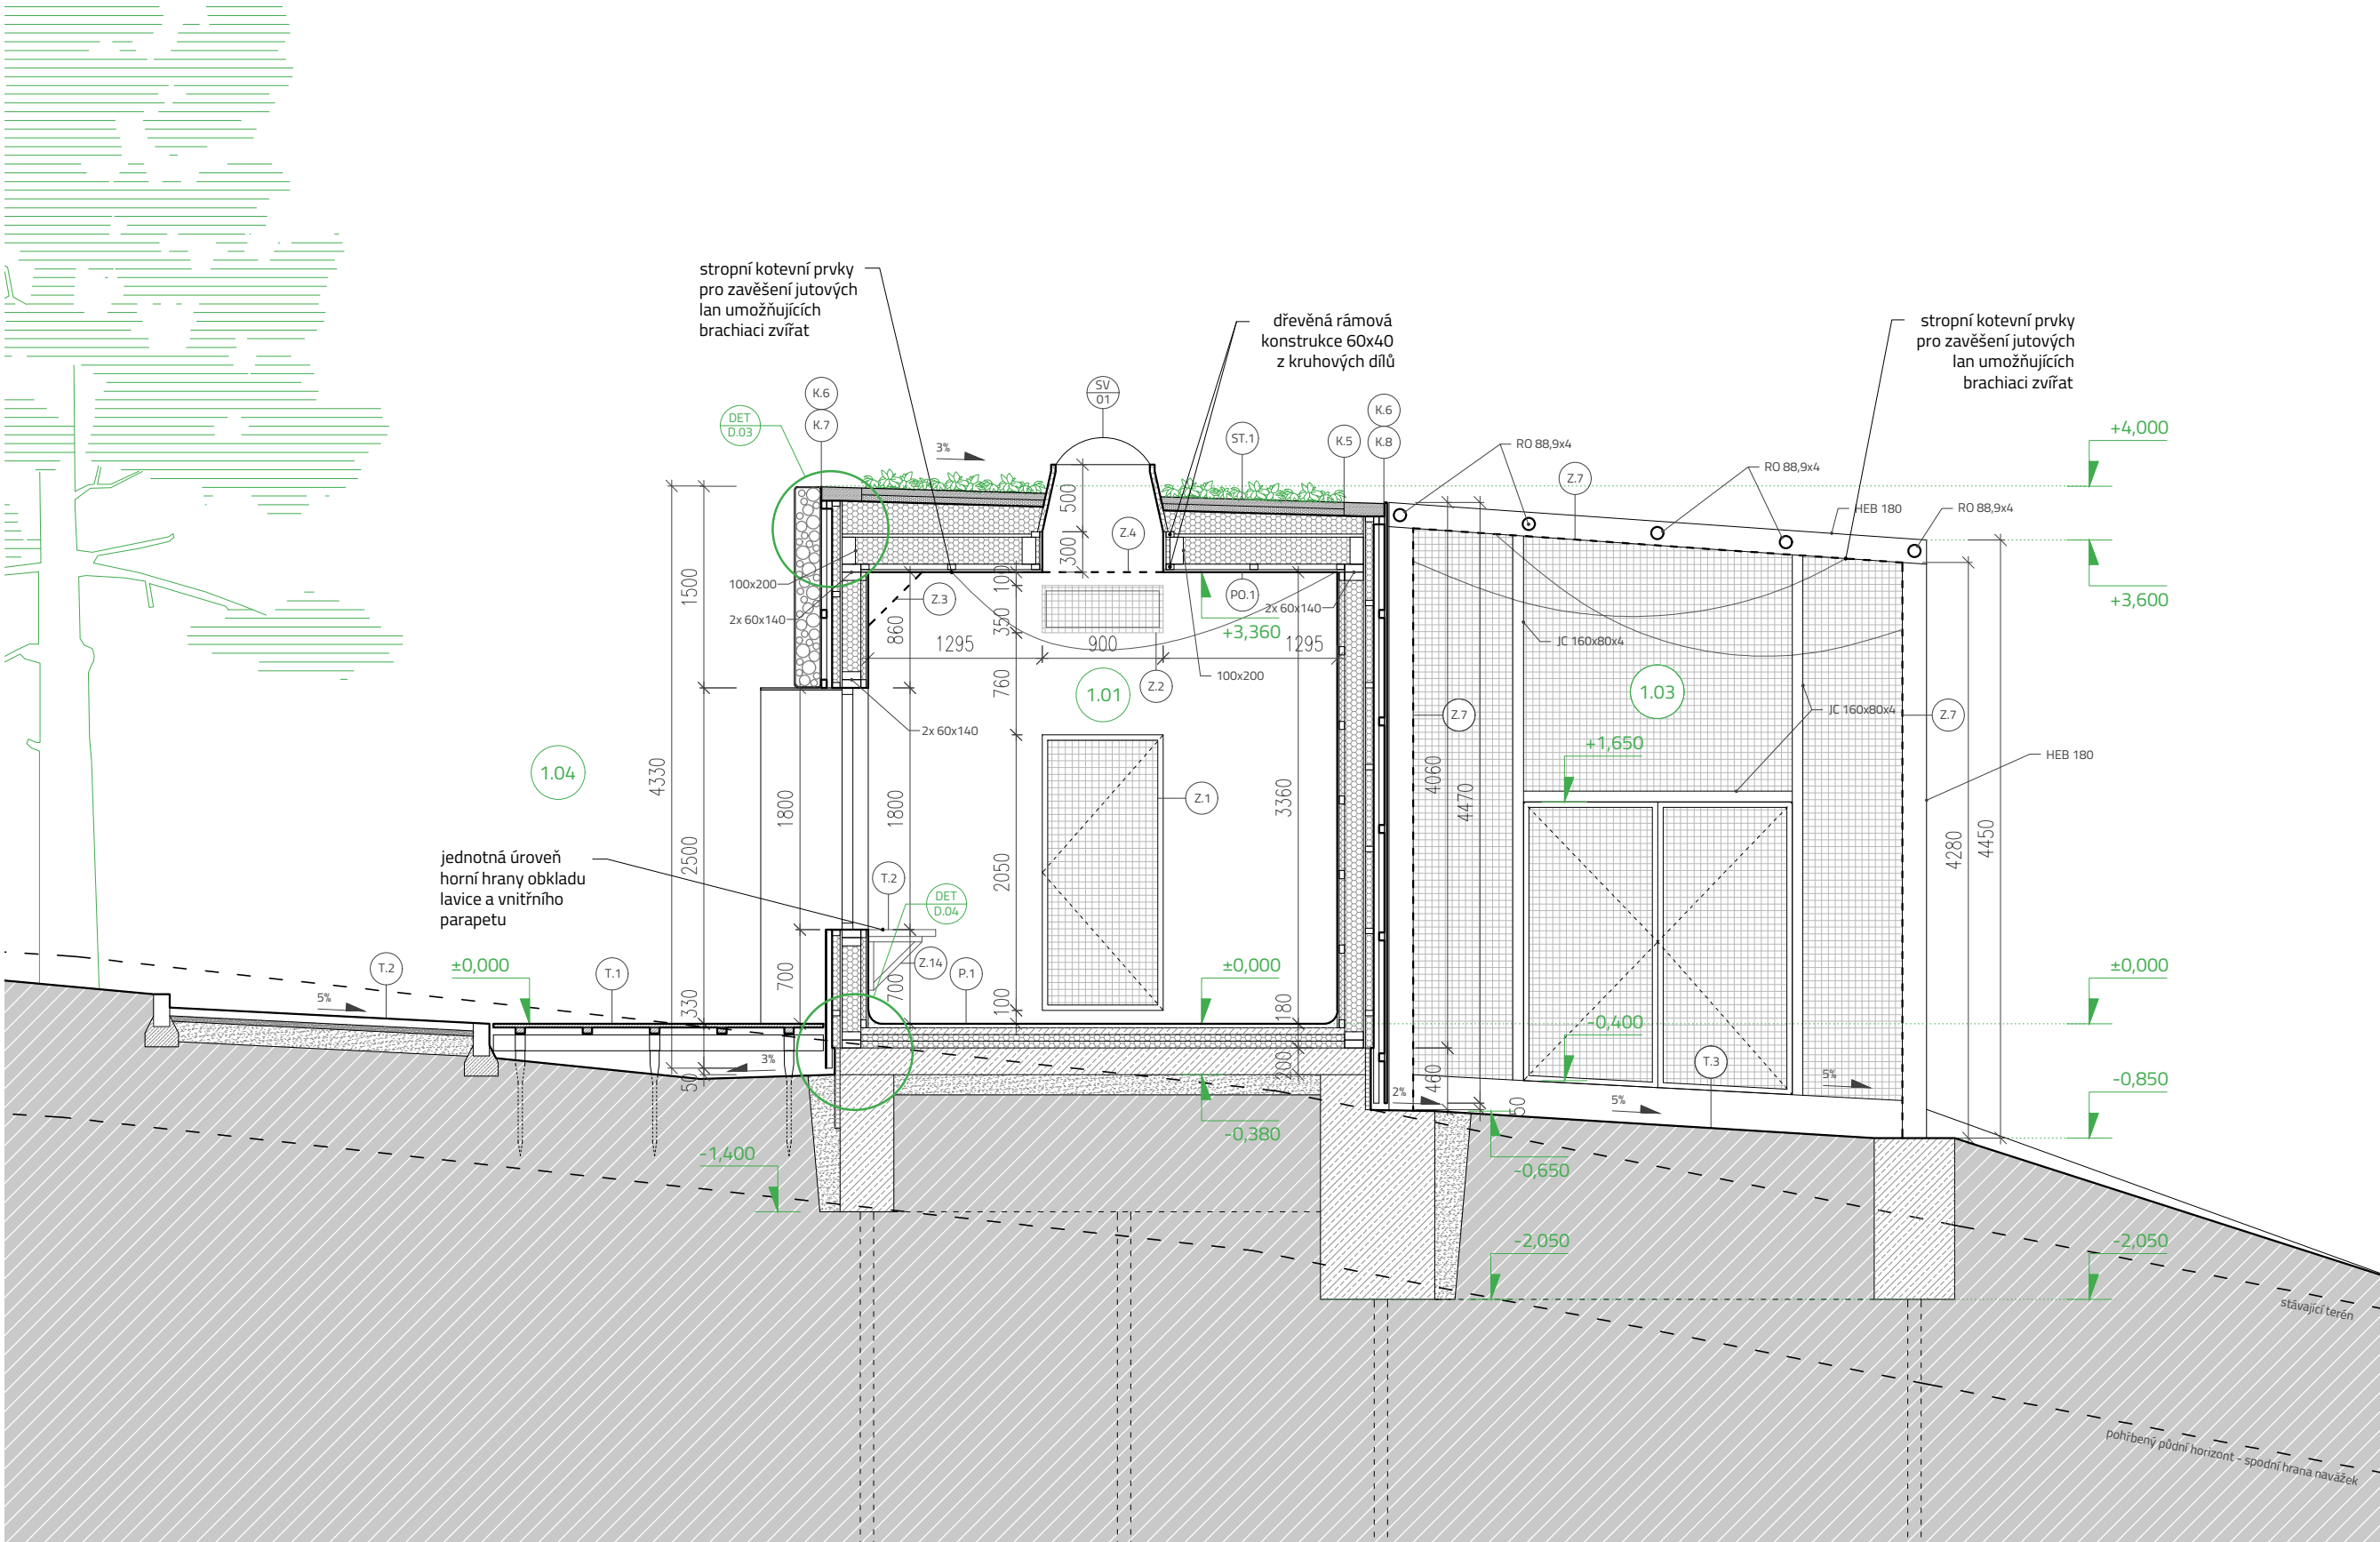 stropní kotevní prvky
pro zavěšení jutových
lan umožňujících
brachiaci zvířat
dřevěná rámová
konstrukce 60x40
z kruhových dílů
stropní kotevní prvky
pro zavěšení jutových
lan umožňujících
brachiaci zvířat
K.6
K.7
DET
D.03
SV
01
3%
ST.1
K.5
K.6
K.8
RO 88,9x4
Z.7
RO 88,9x4
HEB 180
RO 88,9x4
+4,000
+3,600
500
300
Z.4
100x200
2x 60x140
Z.3
860
100
350
PO.1
2x 60x140
+3,360
1295
900
1295
1500
760
1.01
Z.2
100x200
2x 60x140
JC 160x80x4
1.03
JC 160x80x4
Z.7
Z.7
HEB 180
+1,650
1.04
4330
2500
1800
1800
2050
Z.1
3360
4060
4470
4280
4450
jednotná úroveň
horní hrany obkladu
lavice a vnitřního
parapetu
T.2
DET
D.04
Z.14
P.1
700
700
100
180
±0,000
±0,000
±0,000
T.2
T.1
5%
330
3%
50
200
460
50
-0,400
T.3
5%
2%
5%
-0,850
-0,380
-0,650
-1,400
-2,050
-2,050
stávající terén
pohřbený půdní horizont - spodní hrana navážek